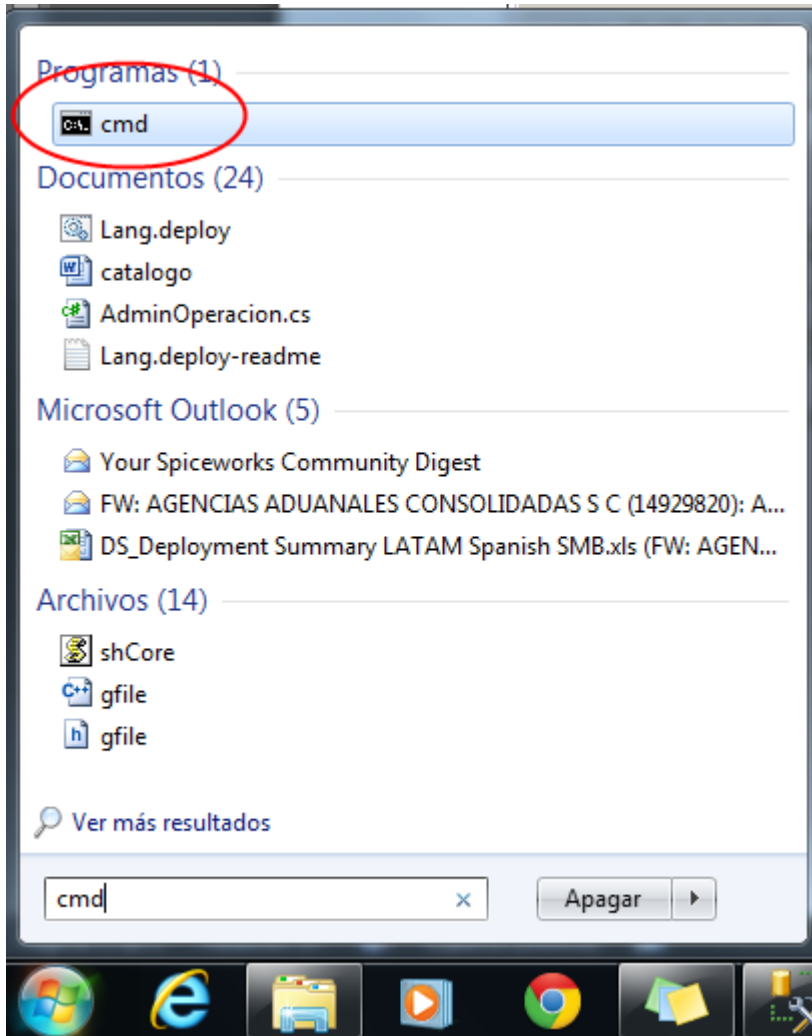 Programas (1)
cmd
Documentos (24)
Lang.deploy
catalogo
AdminOperacion.cs
Lang.deploy-readme
Microsoft Outlook (5)
Your Spiceworks Community Digest
FW: AGENCIAS ADUANALES CONSOLIDADAS S C (14929820): A...
DS_Deployment Summary LATAM Spanish SMB.xls (FW: AGEN...
Archivos (14)
shCore
gfile
gfile
Ver más resultados
cmd
Apagar